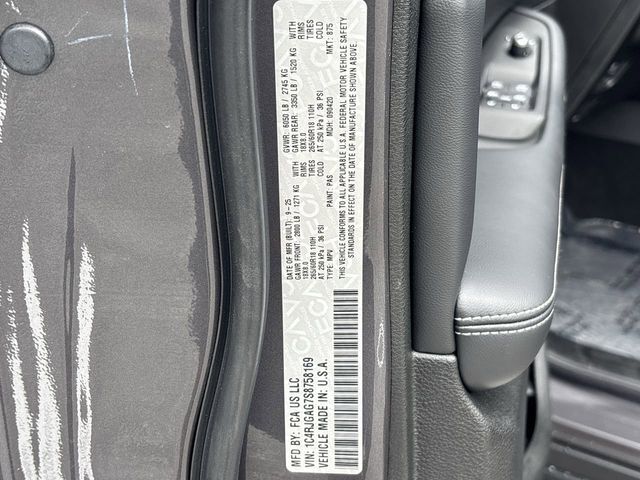 MFD BY: FCA US LLC
VIN: 1C4RJGAG7S8758169
VEHICLE MADE IN: U.S.A.
DATE OF MFR (BUILT): 9-25
GVWR: 6050 LB / 2745 KG
GAWR FRONT: 2800 LB / 1271 KG WITH
18X8.0 RIMS
265/60R18 110H TIRES
AT 250 kPa / 36 PSI COLD
GAWR REAR: 3350 LB / 1520 KG WITH
18X8.0 RIMS
265/60R18 110H TIRES
AT 250 kPa / 36 PSI COLD
TYPE: MPV PAINT: PAS MDH: 090420 MKT: 875
THIS VEHICLE CONFORMS TO ALL APPLICABLE U.S.A. FEDERAL MOTOR VEHICLE SAFETY
STANDARDS IN EFFECT ON THE DATE OF MANUFACTURE SHOWN ABOVE.